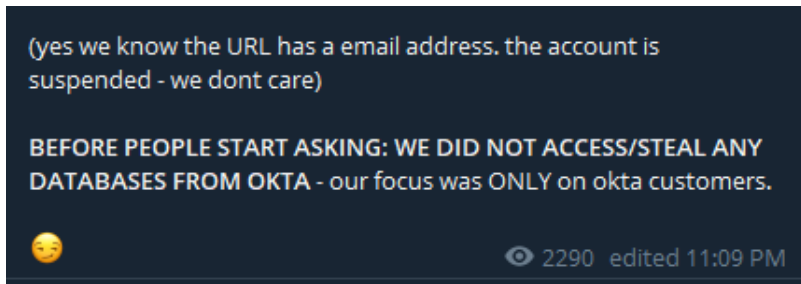 (yes we know the URL has a email address. the account is
suspended - we dont care)
BEFORE PEOPLE START ASKING: WE DID NOT ACCESS/STEAL ANY
DATABASES FROM OKTA - our focus was ONLY on okta customers.
😏
2290 edited 11:09 PM